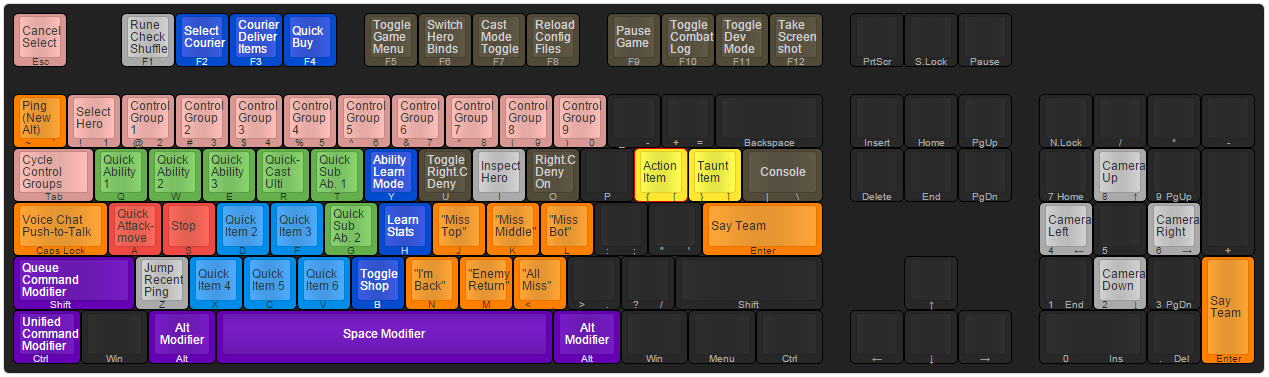 Cancel Select Esc
Rune Check Shuffle F1
Select Courier F2
Courier Deliver Items F3
Quick Buy F4
Toggle Game Menu F5
Switch Hero Binds F6
Cast Mode Toggle F7
Reload Config Files F8
Pause Game F9
Toggle Combat Log F10
Toggle Dev Mode F11
Take Screen shot F12
PrtScr
S.Lock
Pause
Ping (New Alt) ~ `
Select Hero ! 1
Control Group 1 @ 2
Control Group 2 # 3
Control Group 3 $ 4
Control Group 4 % 5
Control Group 5 ^ 6
Control Group 6 & 7
Control Group 7 * 8
Control Group 8 ( 9
Control Group 9 ) 0
_ -
+ =
Backspace
Insert
Home
PgUp
N.Lock
/
*
-
Cycle Control Groups Tab
Quick Ability 1 Q
Quick Ability 2 W
Quick Ability 3 E
Quick-Cast Ulti R
Quick Sub Ab. 1 T
Ability Learn Mode Y
Toggle Right.C Deny U
Inspect Hero I
Right.C Deny On O
P
Action Item { [
Taunt Item } ]
Console | \
Delete
End
PgDn
7 Home
Camera Up 8 ↑
9 PgUp
Voice Chat Push-to-Talk Caps Lock
Quick Attack-move A
Stop S
Quick Item 2 D
Quick Item 3 F
Quick Sub Ab. 2 G
Learn Stats H
"Miss Top" J
"Miss Middle" K
"Miss Bot" L
: ;
" '
Say Team Enter
Camera Left 4 ←
5
Camera Right 6 →
+
Queue Command Modifier Shift
Jump Recent Ping Z
Quick Item 4 X
Quick Item 5 C
Quick Item 6 V
Toggle Shop B
"I'm Back" N
"Enemy Return" M
"All Miss" < ,
> .
? /
Shift
↑
1 End
Camera Down 2 ↓
3 PgDn
Say Team Enter
Unified Command Modifier Ctrl
Win
Alt Modifier Alt
Space Modifier
Alt Modifier Alt
Win
Menu
Ctrl
←
↓
→
0 Ins
. Del